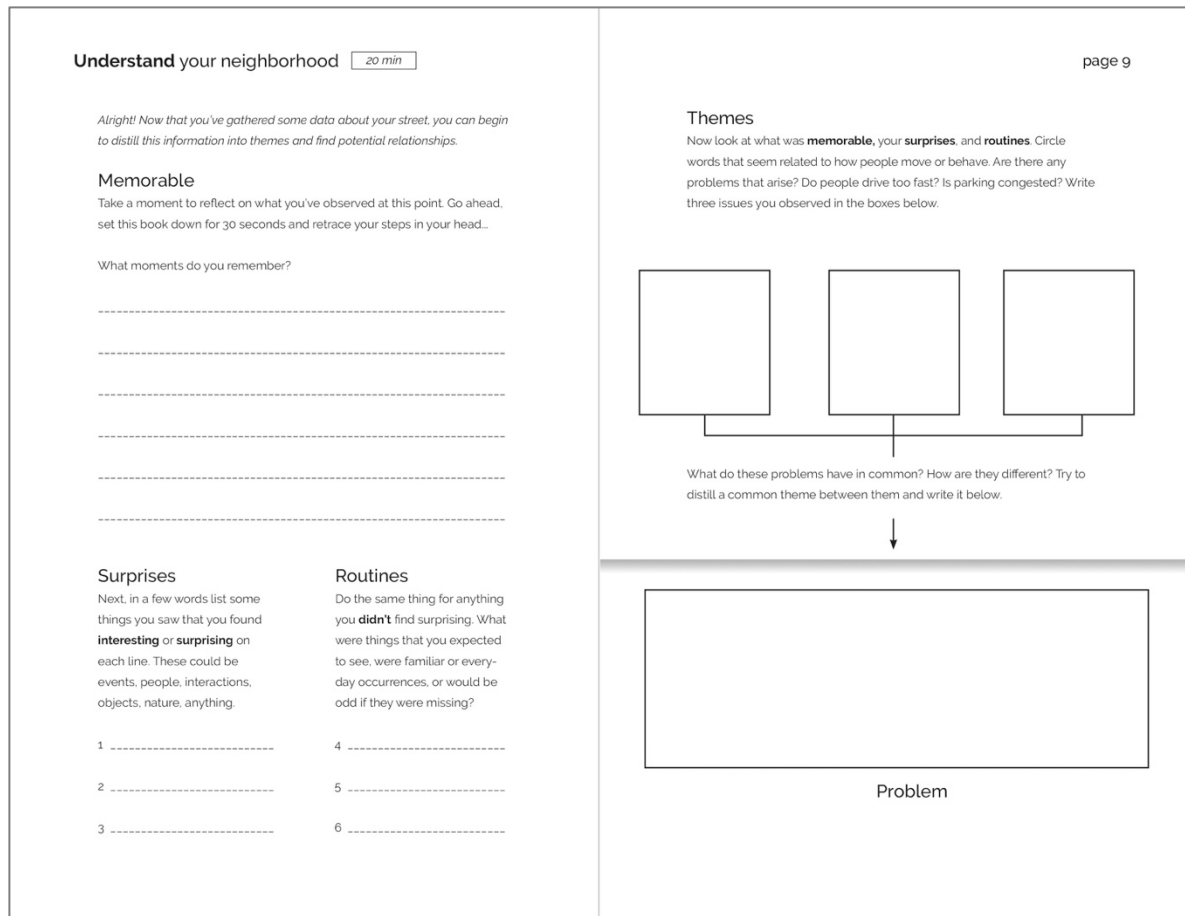 Understand your neighborhood 20 min
Alright! Now that you've gathered some data about your street, you can begin
to distill this information into themes and find potential relationships.
Memorable
Take a moment to reflect on what you've observed at this point. Go ahead,
set this book down for 30 seconds and retrace your steps in your head...
What moments do you remember?
Surprises
Next, in a few words list some
things you saw that you found
interesting or surprising on
each line. These could be
events, people, interactions,
objects, nature, anything.
1
2
3
Routines
Do the same thing for anything
you didn't find surprising. What
were things that you expected
to see, were familiar or every-
day occurrences, or would be
odd if they were missing?
4
5
6
page 9
Themes
Now look at what was memorable, your surprises, and routines. Circle
words that seem related to how people move or behave. Are there any
problems that arise? Do people drive too fast? Is parking congested? Write
three issues you observed in the boxes below.
What do these problems have in common? How are they different? Try to
distill a common theme between them and write it below.
Problem